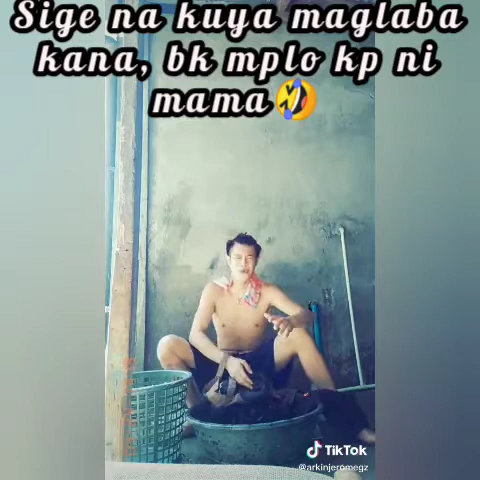 Sige na kuya maglaba
kana, bk mplo kp ni
mama🤣
TikTok
@arkinjeromegz